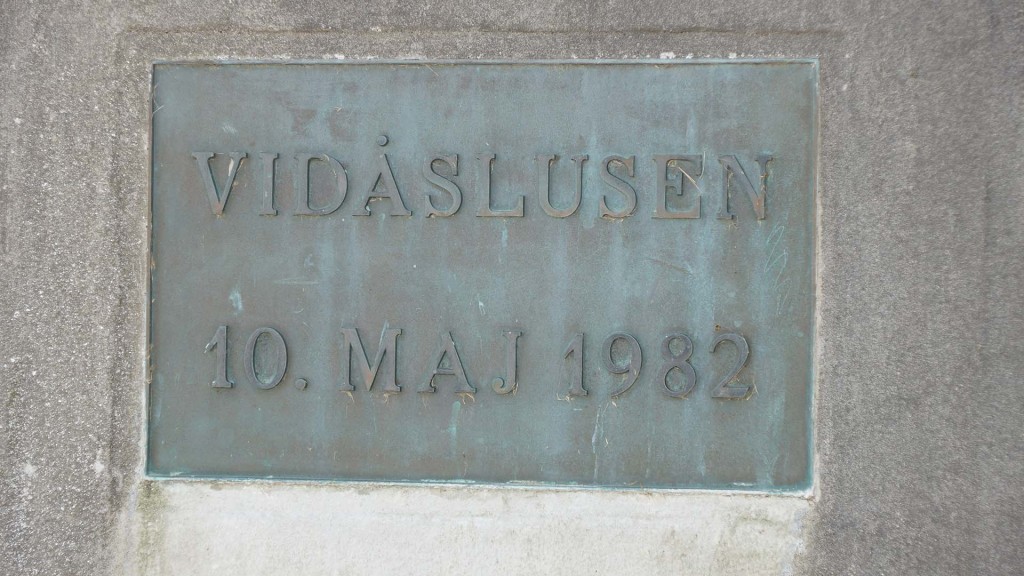 VIDÅSLUSEN
10. MAJ 1982